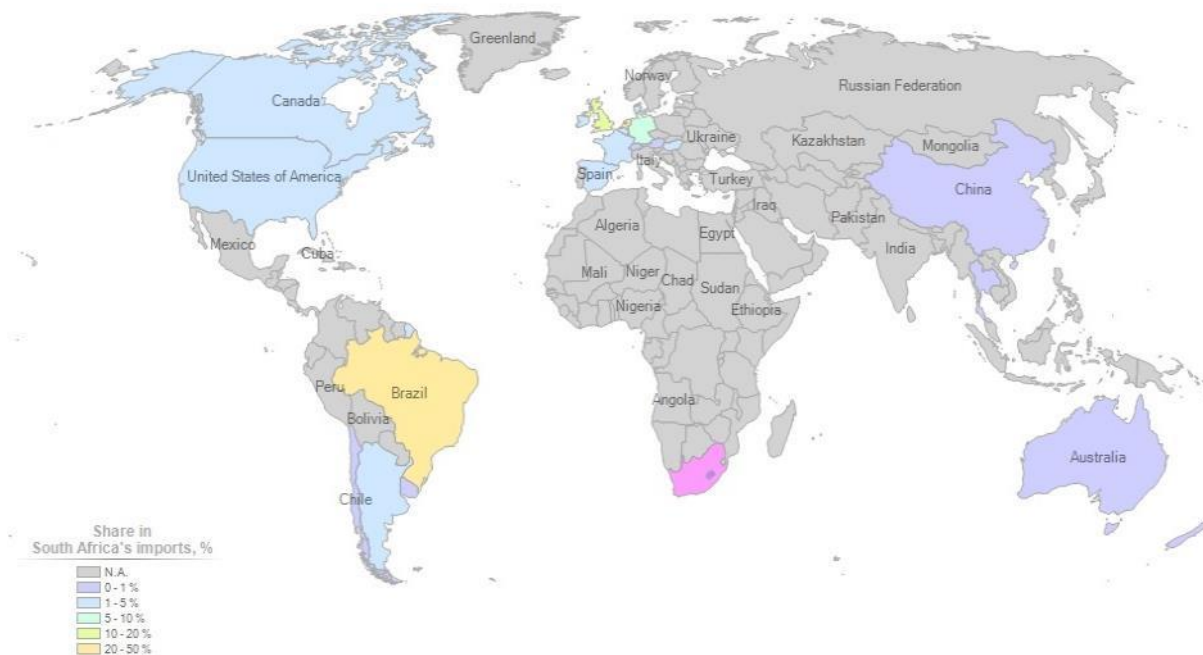 Greenland
Norway
Russian Federation
Canada
Ukraine
Kazakhstan
Mongolia
Italy
United States of America
Spain
Turkey
China
Iraq
Pakistan
Algeria
Egypt
Mexico
India
Cuba
Mali
Niger
Chad
Sudan
Nigeria
Ethiopia
Peru
Brazil
Angola
Bolivia
Australia
Chile
Share in
South Africa's imports, %
N.A.
0 - 1 %
1 - 5 %
5 - 10 %
10 - 20 %
20 - 50 %